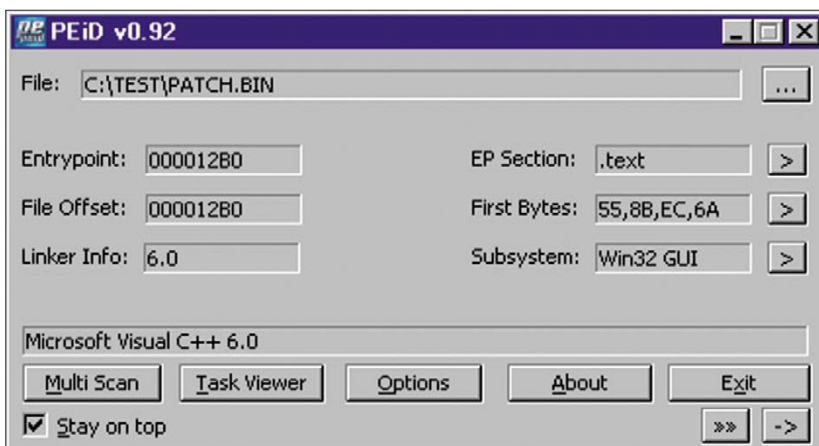 PEiD v0.92
File: C:\TEST\PATCH.BIN ...
Entrypoint: 000012B0 EP Section: .text >
File Offset: 000012B0 First Bytes: 55,8B,EC,6A >
Linker Info: 6.0 Subsystem: Win32 GUI >
Microsoft Visual C++ 6.0
Multi Scan Task Viewer Options About Exit
Stay on top »» ->